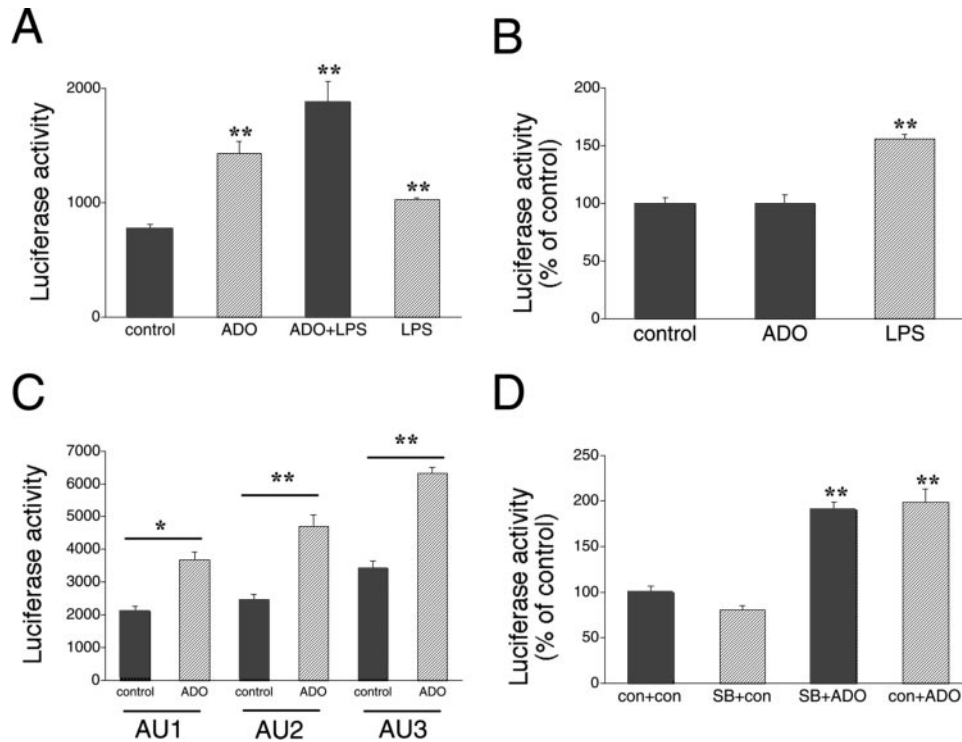 A
Luciferase activity
2000
1000
0
**
**
**
control ADO ADO+LPS LPS
B
Luciferase activity
(% of control)
200
150
100
50
0
**
control ADO LPS
C
Luciferase activity
7000
6000
5000
4000
3000
2000
1000
0
*
**
**
control ADO control ADO control ADO
AU1 AU2 AU3
D
Luciferase activity
(% of control)
250
200
150
100
50
0
** **
con+con SB+con SB+ADO con+ADO